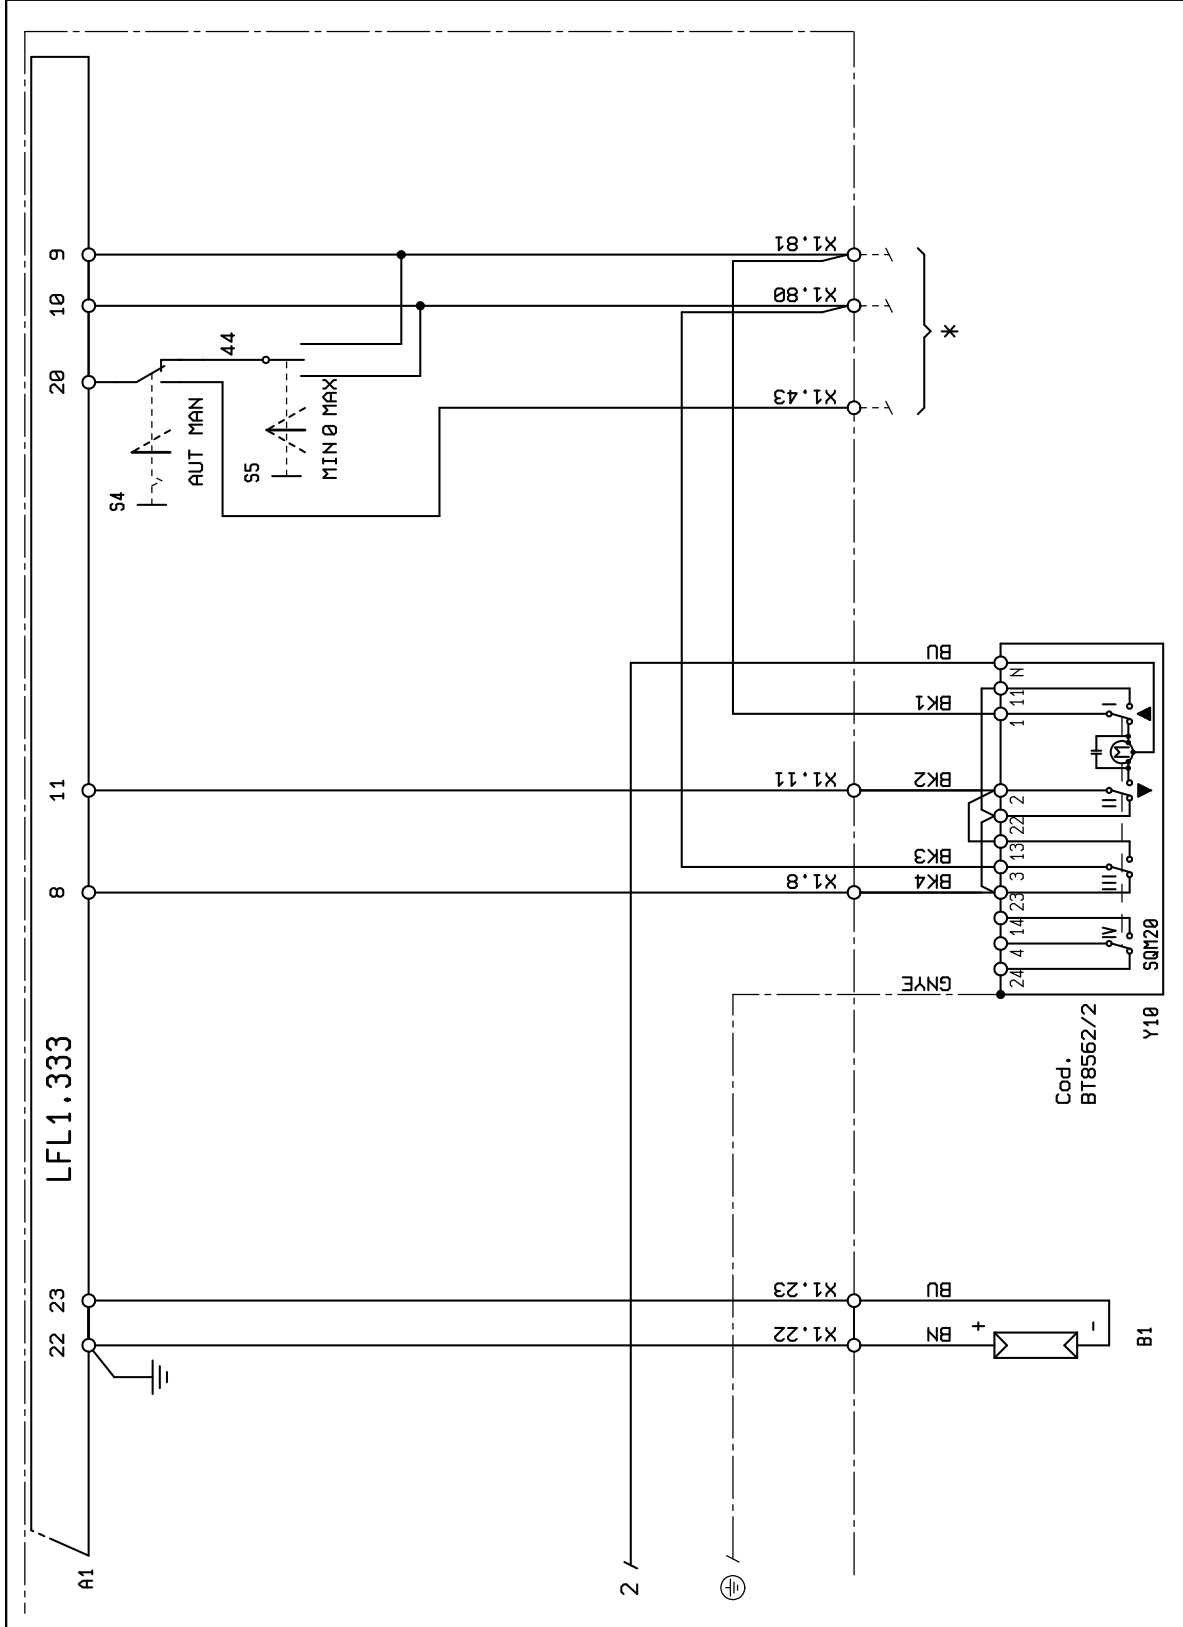 A1
LFL1.333
22
23
8
11
20
10
9
S4
AUT MAN
44
S5
MIN 0 MAX
X1.22
X1.23
X1.8
X1.11
X1.43
X1.80
X1.81
*
2
BN
BU
GNYE
BK4
BK3
BK2
BK1
BU
+
-
B1
24
4
14
23
3
13
22
2
1
11
N
IV
III
II
M
I
SQM20
Y10
Cod.
BT8562/2